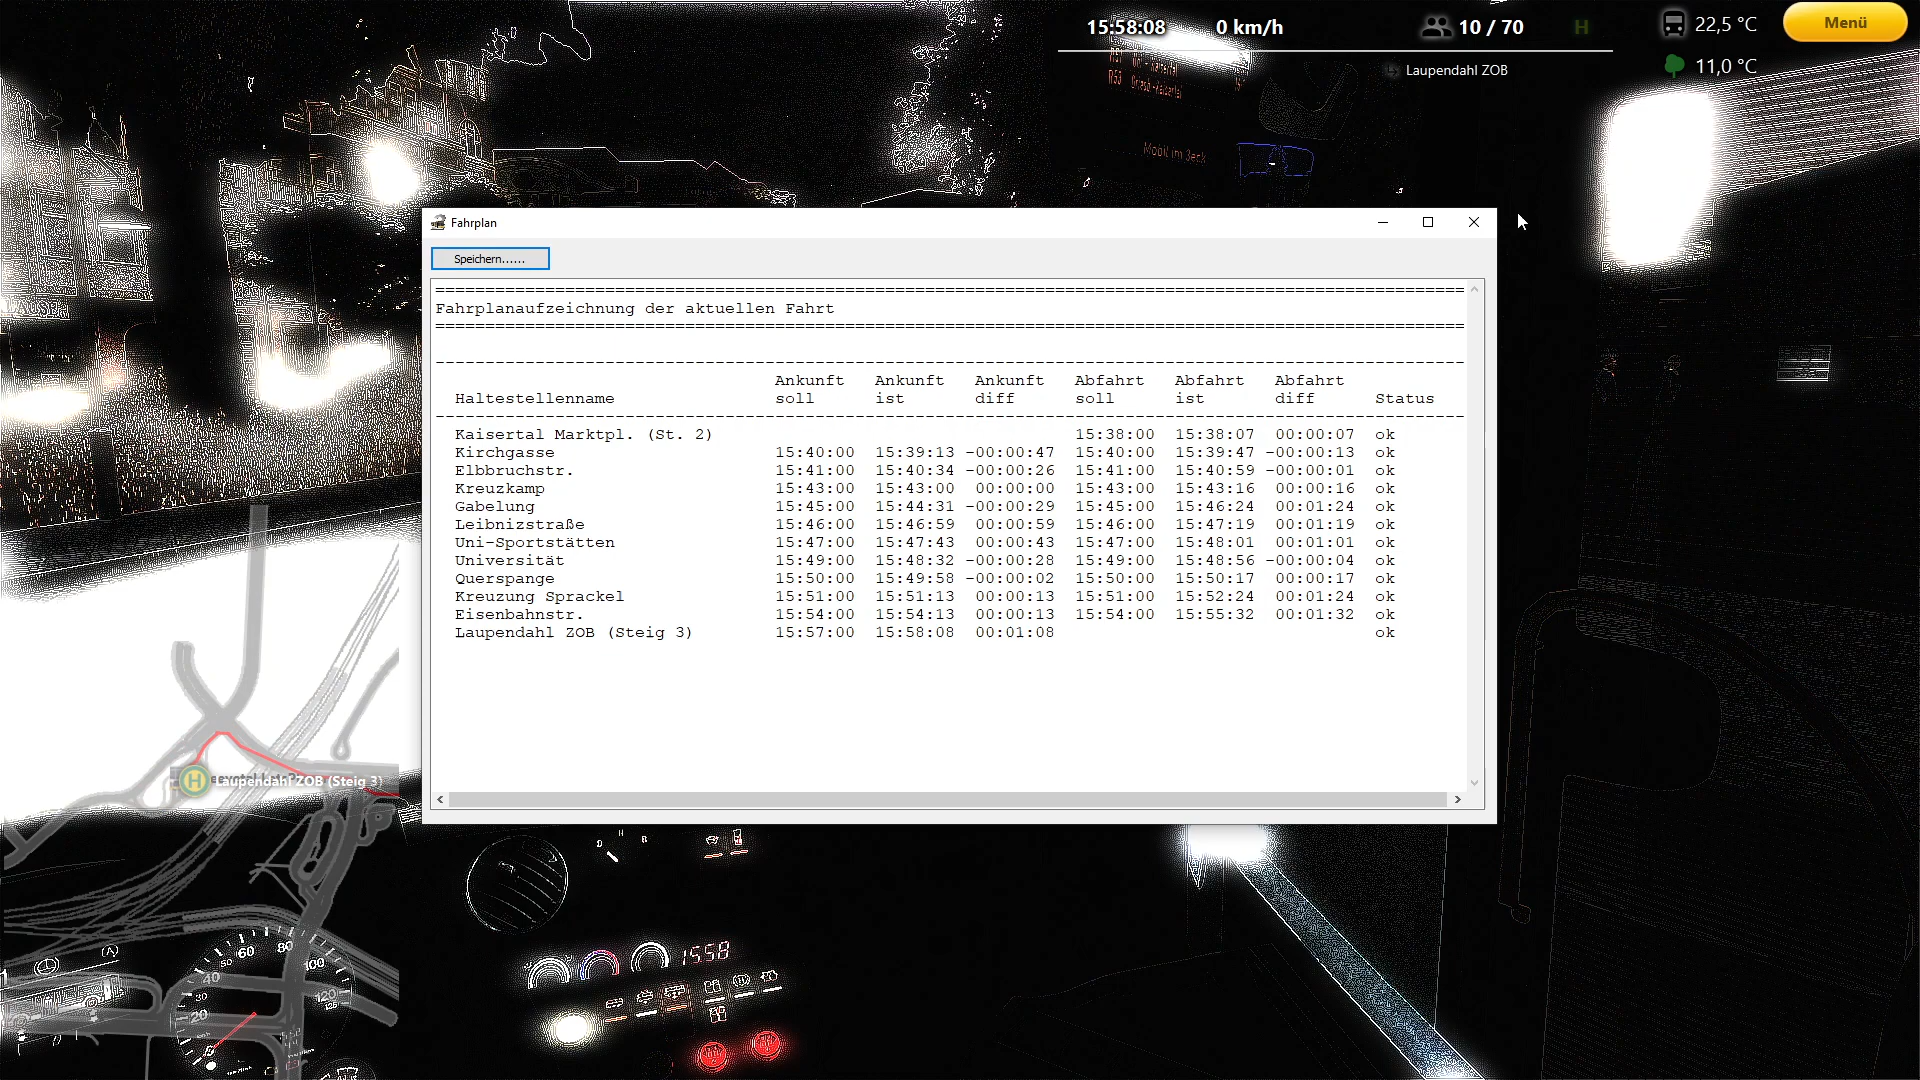 15:58:08 0 km/h 10 / 70 H 22,5 °C Menü
Laupendahl ZOB 11,0 °C
Mobil im 3eck
Fahrplan
Speichern......
Fahrplanaufzeichnung der aktuellen Fahrt
Ankunft Ankunft Ankunft Abfahrt Abfahrt Abfahrt
Haltestellenname soll ist diff soll ist diff Status
Kaisertal Marktpl. (St. 2) 15:38:00 15:38:07 00:00:07 ok
Kirchgasse 15:40:00 15:39:13 -00:00:47 15:40:00 15:39:47 -00:00:13 ok
Elbbruchstr. 15:41:00 15:40:34 -00:00:26 15:41:00 15:40:59 -00:00:01 ok
Kreuzkamp 15:43:00 15:43:00 00:00:00 15:43:00 15:43:16 00:00:16 ok
Gabelung 15:45:00 15:44:31 -00:00:29 15:45:00 15:46:24 00:01:24 ok
Leibnizstraße 15:46:00 15:46:59 00:00:59 15:46:00 15:47:19 00:01:19 ok
Uni-Sportstätten 15:47:00 15:47:43 00:00:43 15:47:00 15:48:01 00:01:01 ok
Universität 15:49:00 15:48:32 -00:00:28 15:49:00 15:48:56 -00:00:04 ok
Querspange 15:50:00 15:49:58 -00:00:02 15:50:00 15:50:17 00:00:17 ok
Kreuzung Sprackel 15:51:00 15:51:13 00:00:13 15:51:00 15:52:24 00:01:24 ok
Eisenbahnstr. 15:54:00 15:54:13 00:00:13 15:54:00 15:55:32 00:01:32 ok
Laupendahl ZOB (Steig 3) 15:57:00 15:58:08 00:01:08 ok
H Laupendahl ZOB (Steig 3)
15:58
20 30 40 50 60 80 100 120 125